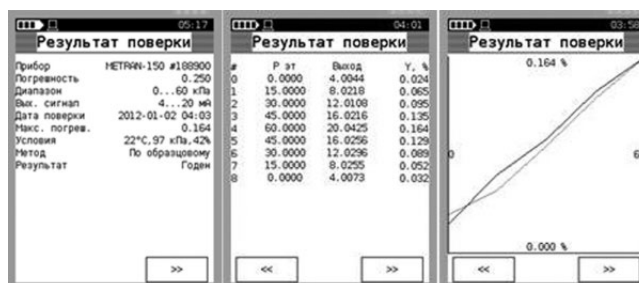 05:17
Результат поверки
Прибор METRAN-150 #188900
Погрешность 0.250
Диапазон 0...60 кПа
Вых. сигнал 4...20 мА
Дата поверки 2012-01-02 04:03
Макс. погреш. 0.164
Условия 22°C,97 кПа,42%
Метод По образцовому
Результат Годен
>>
04:01
Результат поверки
# P эт Выход Y, %
0 0.0000 4.0044 0.024
1 15.0000 8.0218 0.065
2 30.0000 12.0108 0.095
3 45.0000 16.0216 0.135
4 60.0000 20.0425 0.164
5 45.0000 16.0256 0.129
6 30.0000 12.0296 0.089
7 15.0000 8.0255 0.052
8 0.0000 4.0073 0.032
<< >>
03:56
Результат поверки
0.164 %
0 6
0.000 %
<< >>